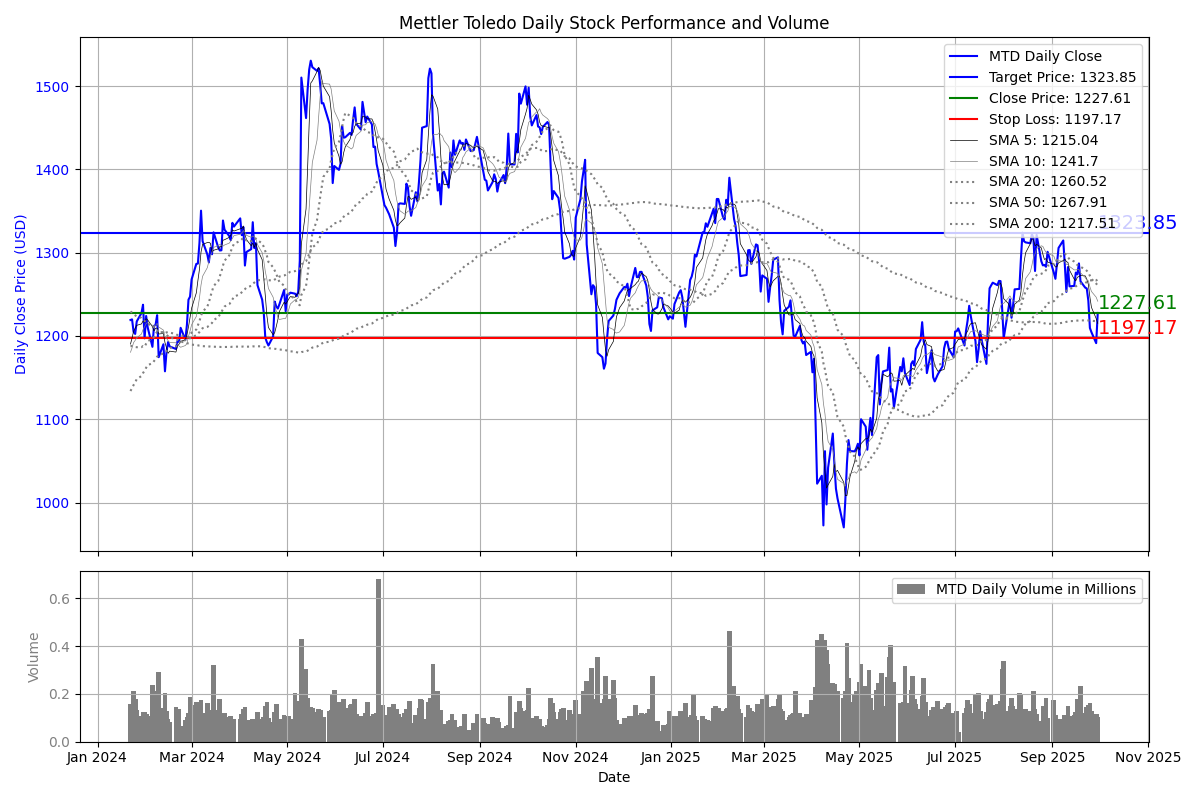 Mettler Toledo Daily Stock Performance and Volume
Daily Close Price (USD)
1500
1400
1300
1200
1100
1000
MTD Daily Close
Target Price: 1323.85
Close Price: 1227.61
Stop Loss: 1197.17
SMA 5: 1215.04
SMA 10: 1241.7
SMA 20: 1260.52
SMA 50: 1267.91
SMA 200: 1217.51
1323.85
1227.61
1197.17
Volume
0.6
0.4
0.2
0.0
MTD Daily Volume in Millions
Jan 2024 Mar 2024 May 2024 Jul 2024 Sep 2024 Nov 2024 Jan 2025 Mar 2025 May 2025 Jul 2025 Sep 2025 Nov 2025
Date